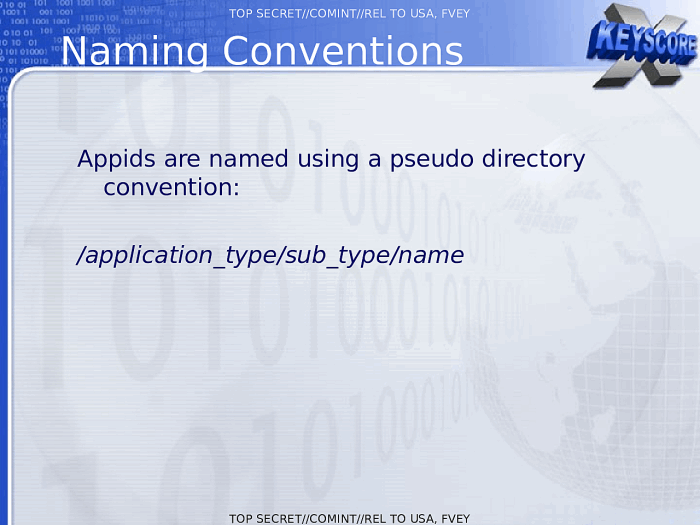 TOP SECRET//COMINT//REL TO USA, FVEY
Naming Conventions
X
KEYSCORE
Appids are named using a pseudo directory
convention:
/application_type/sub_type/name
TOP SECRET//COMINT//REL TO USA, FVEY